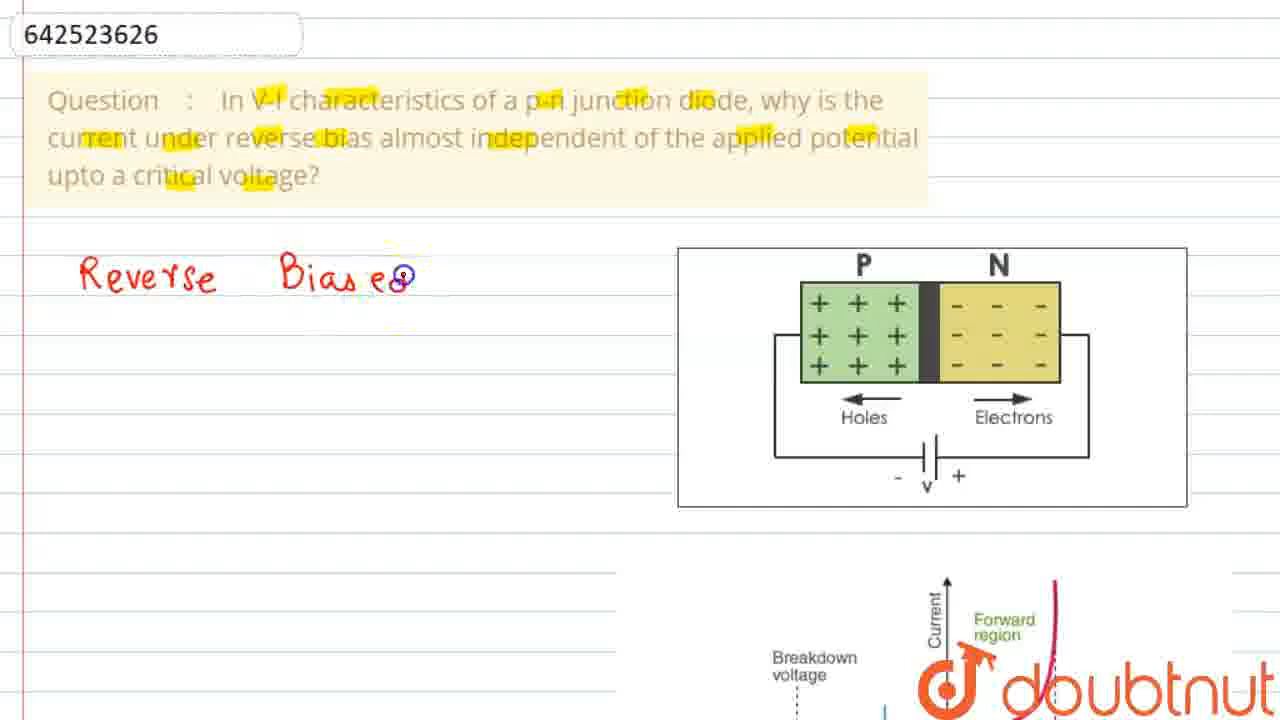 642523626
Question : In V-I characteristics of a p-n junction diode, why is the
current under reverse bias almost independent of the applied potential
upto a critical voltage?
Reverse Biased
P N
+ + + - - -
+ + + - - -
+ + + - - -
Holes Electrons
- V +
Current
Forward
region
Breakdown
voltage
doubtnut